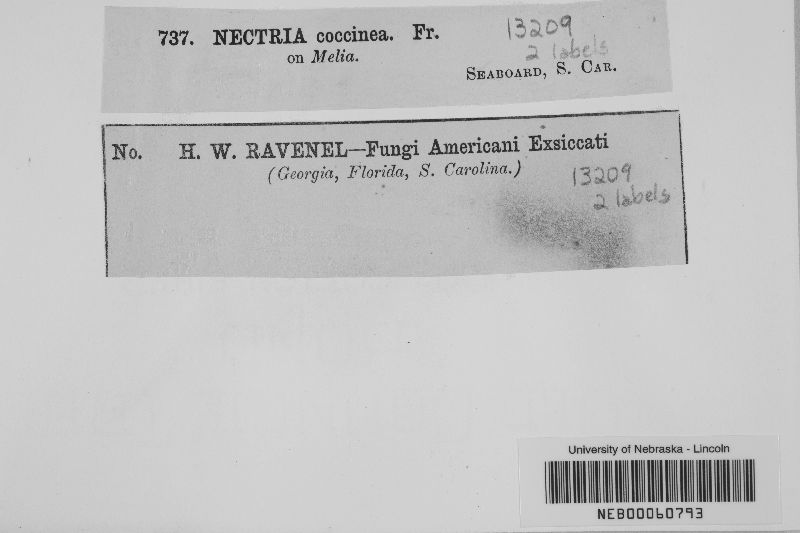 737. NECTRIA coccinea. Fr. 13209
on Melia. 2 labels
SEABOARD, S. CAR.
No. H. W. RAVENEL—Fungi Americani Exsiccati
(Georgia, Florida, S. Carolina.) 13209
2 labels
University of Nebraska - Lincoln
NEB00060793